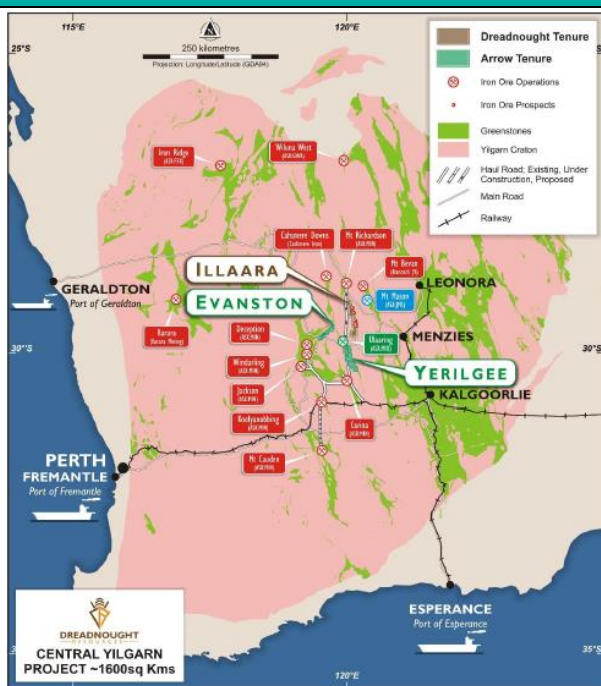 115°E
120°E
25°S
25°S
250 kilometres
Projection: Longitude/Latitude (GDA94)
Dreadnought Tenure
Arrow Tenure
Iron Ore Operations
Iron Ore Prospects
Greenstones
Yilgarn Craton
Haul Road; Existing, Under
Construction, Proposed
Main Road
Railway
Iron Ridge
Wiluna West
Cashmere Downs
(Cashmere Iron)
Mt Richardson
Mt Bevan
ILLAARA
LEONORA
GERALDTON
Port of Geraldton
EVANSTON
Mt Mason
Karara
Deception
Ularring
MENZIES
30°S
30°S
Windarling
YERILGEE
Jackson
KALGOORLIE
Koolyanobbing
Carina
PERTH
FREMANTLE
Port of Fremantle
Mt Caudan
ESPERANCE
Port of Esperance
DREADNOUGHT
RESOURCES
CENTRAL YILGARN
PROJECT ~1600sq Kms
120°E
35°S